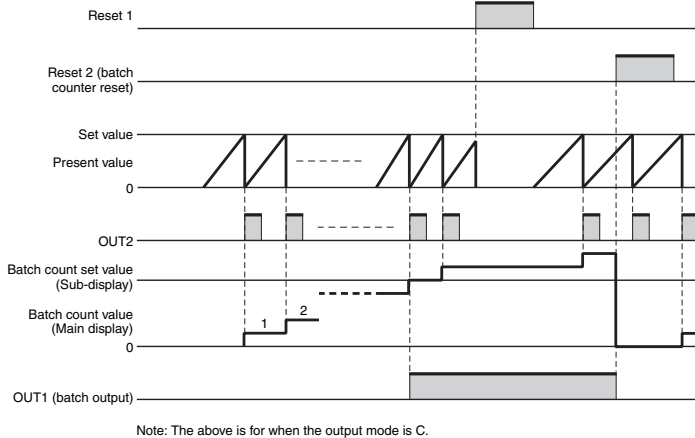 Reset 1
Reset 2 (batch
counter reset)
Set value
Present value
0
OUT2
Batch count set value
(Sub-display)
Batch count value
(Main display)
1
2
0
OUT1 (batch output)
Note: The above is for when the output mode is C.